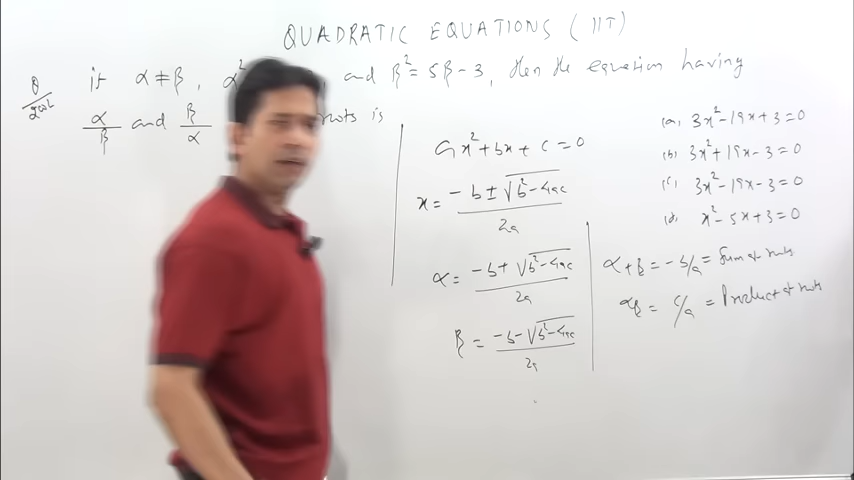 QUADRATIC EQUATIONS (IIT)
Q if α ≠ β, α² and β² = 5β - 3, then the equation having
2002
α/β and β/α roots is
ax² + bx + c = 0
x = (-b ± √(b² - 4ac))/2a
α = (-b + √(b² - 4ac))/2a
β = (-b - √(b² - 4ac))/2a
(a) 3x² - 19x + 3 = 0
(b) 3x² + 19x - 3 = 0
(c) 3x² - 19x - 3 = 0
(d) x² - 5x + 3 = 0
α + β = -b/a = Sum of roots
αβ = c/a = Product of roots